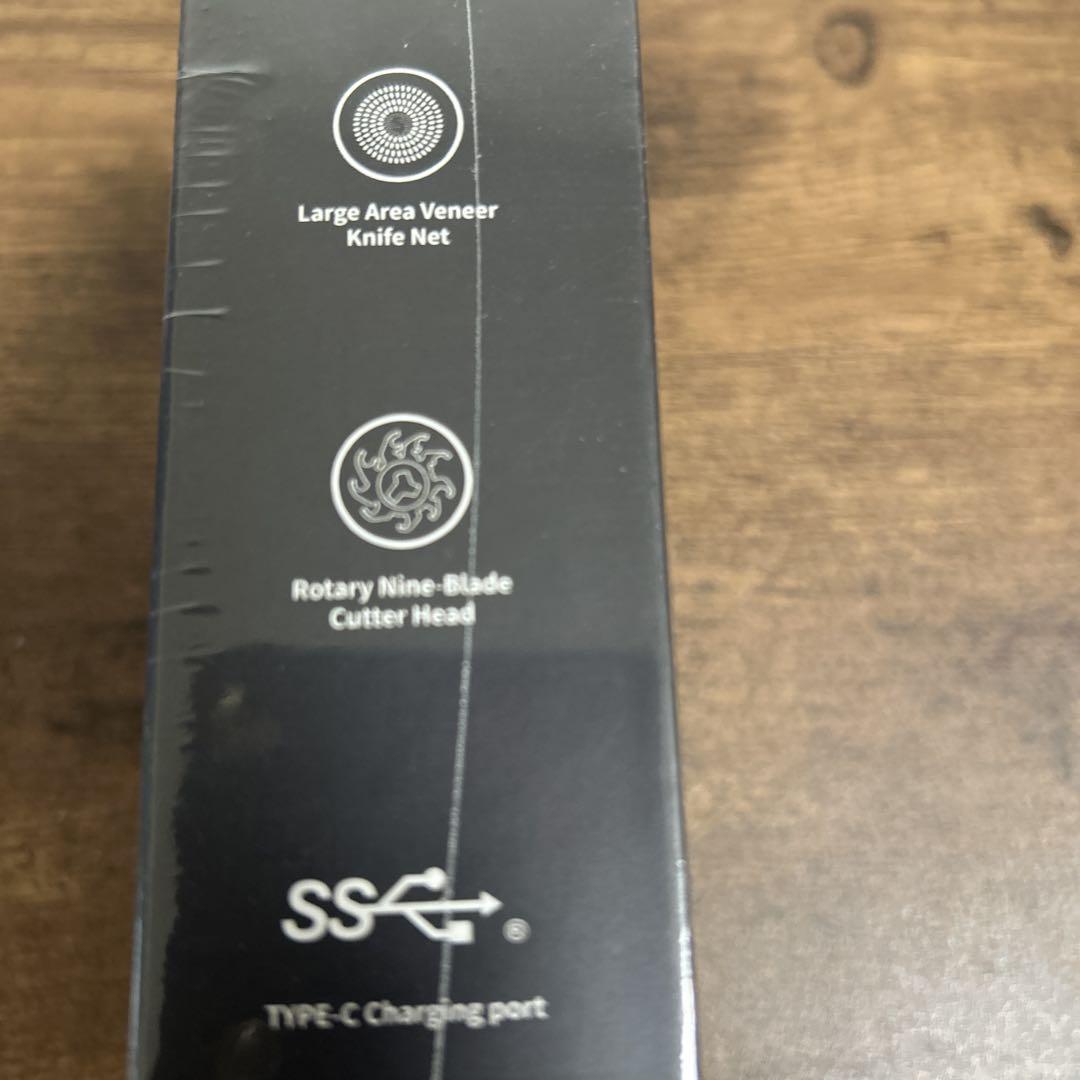 Large Area Veneer
Knife Net
Rotary Nine-Blade
Cutter Head
SS
®
TYPE-C Charging port